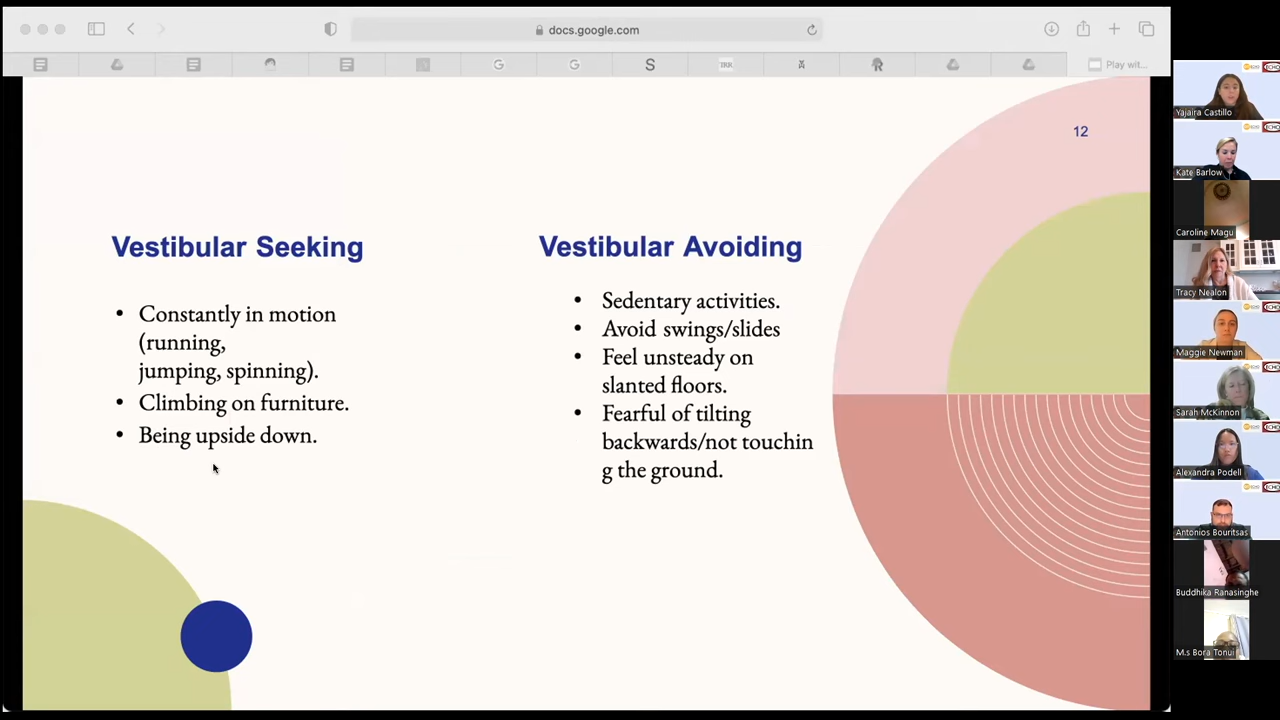 docs.google.com
Play wit...
12
Vestibular Seeking
• Constantly in motion
(running,
jumping, spinning).
• Climbing on furniture.
• Being upside down.
Vestibular Avoiding
• Sedentary activities.
• Avoid swings/slides
• Feel unsteady on
slanted floors.
• Fearful of tilting
backwards/not touchin
g the ground.
Yajaira Castillo
Kate Barlow
Caroline Magu
Tracy Nealon
Maggie Newman
Sarah McKinnon
Alexandra Podell
Antonios Bouritsas
Buddhika Ranasinghe
M.s Bora Tonui